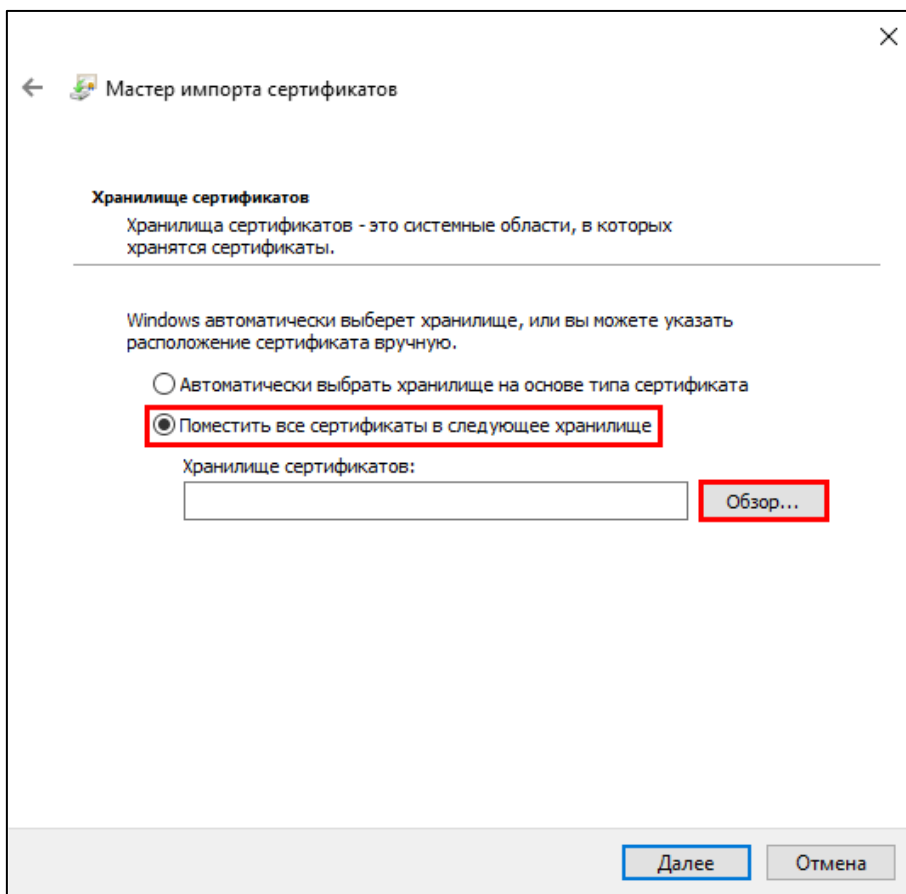 Мастер импорта сертификатов
Хранилище сертификатов
Хранилища сертификатов - это системные области, в которых
хранятся сертификаты.
Windows автоматически выберет хранилище, или вы можете указать
расположение сертификата вручную.
Автоматически выбрать хранилище на основе типа сертификата
Поместить все сертификаты в следующее хранилище
Хранилище сертификатов:
Обзор...
Далее
Отмена